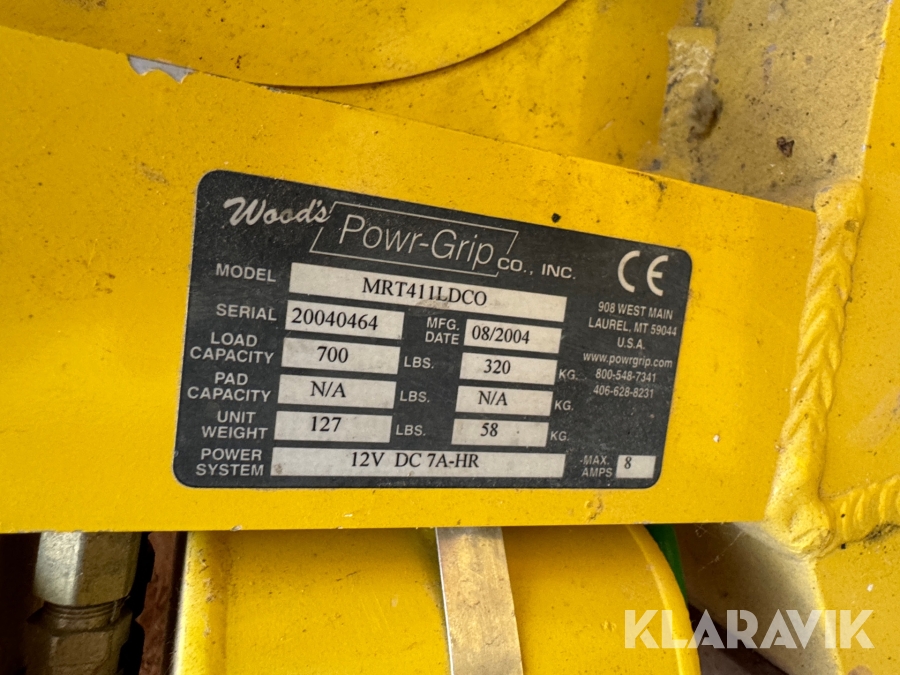 Wood's Powr-Grip CO., INC.
MODEL MRT411LDCO
SERIAL 20040464 MFG. DATE 08/2004
LOAD CAPACITY 700 LBS. 320 KG.
PAD CAPACITY N/A LBS. N/A KG.
UNIT WEIGHT 127 LBS. 58 KG.
POWER SYSTEM 12V DC 7A-HR MAX. AMPS 8
CE
908 WEST MAIN
LAUREL, MT 59044
U.S.A.
www.powrgrip.com
800-548-7341
406-628-8231
KLARAVIK